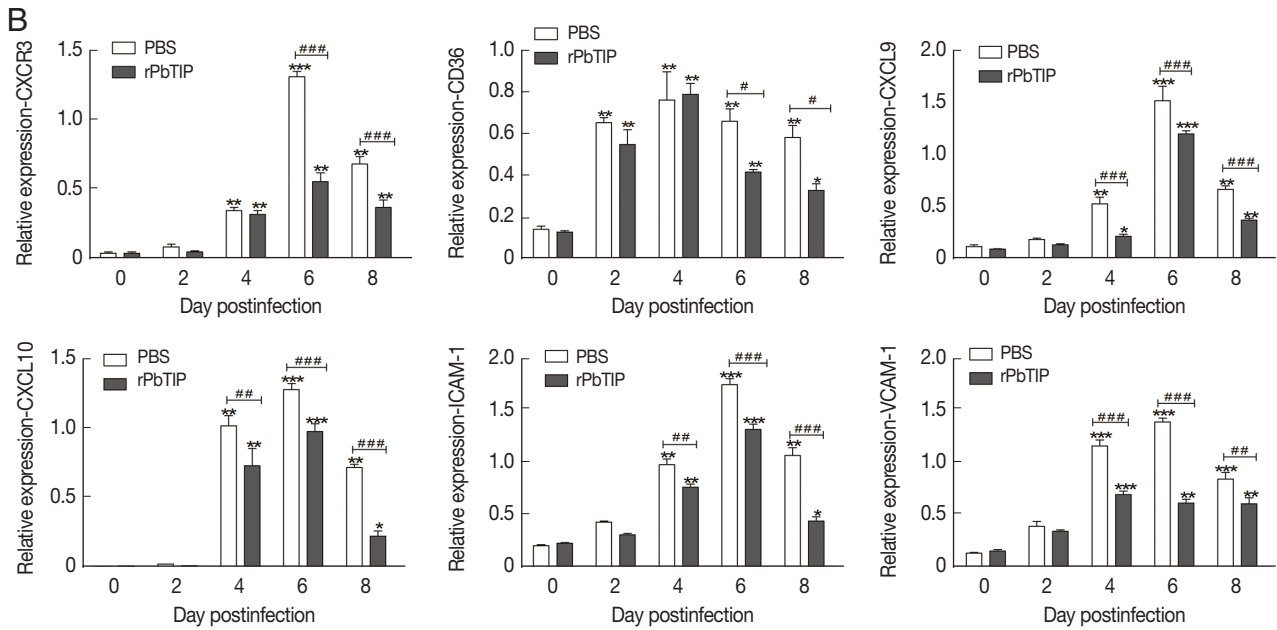 B
Relative expression-CXCR3
1.5
1.0
0.5
0
PBS
rPbTIP
** **
***
###
**
**
###
**
0 2 4 6 8
Day postinfection
Relative expression-CD36
1.0
0.8
0.6
0.4
0.2
0
PBS
rPbTIP
** **
** **
**
#
**
**
#
*
0 2 4 6 8
Day postinfection
Relative expression-CXCL9
2.0
1.5
1.0
0.5
0
PBS
rPbTIP
###
**
*
###
***
***
###
**
**
0 2 4 6 8
Day postinfection
Relative expression-CXCL10
1.5
1.0
0.5
0
PBS
rPbTIP
##
**
**
###
***
***
###
**
*
0 2 4 6 8
Day postinfection
Relative expression-ICAM-1
2.0
1.5
1.0
0.5
0
PBS
rPbTIP
##
**
**
###
***
***
###
**
*
0 2 4 6 8
Day postinfection
Relative expression-VCAM-1
2.0
1.5
1.0
0.5
0
PBS
rPbTIP
###
***
***
###
***
**
##
***
**
0 2 4 6 8
Day postinfection